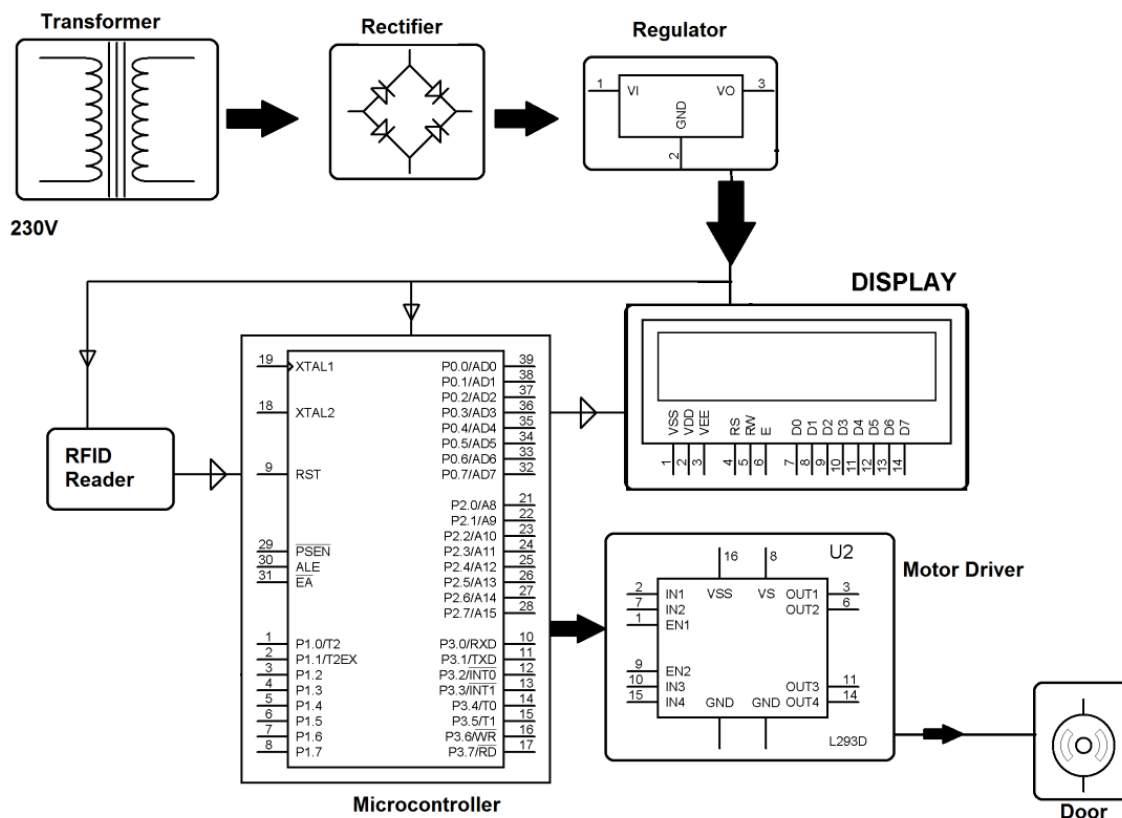 Transformer
230V
Rectifier
Regulator
1
VI
VO
3
GND
2
DISPLAY
VSS
VDD
VEE
RS
RW
E
D0
D1
D2
D3
D4
D5
D6
D7
1
2
3
4
5
6
7
8
9
10
11
12
13
14
RFID
Reader
19
XTAL1
18
XTAL2
9
RST
29
PSEN
30
ALE
31
EA
1
P1.0/T2
2
P1.1/T2EX
3
P1.2
4
P1.3
5
P1.4
6
P1.5
7
P1.6
8
P1.7
P0.0/AD0
39
P0.1/AD1
38
P0.2/AD2
37
P0.3/AD3
36
P0.4/AD4
35
P0.5/AD5
34
P0.6/AD6
33
P0.7/AD7
32
P2.0/A8
21
P2.1/A9
22
P2.2/A10
23
P2.3/A11
24
P2.4/A12
25
P2.5/A13
26
P2.6/A14
27
P2.7/A15
28
P3.0/RXD
10
P3.1/TXD
11
P3.2/INT0
12
P3.3/INT1
13
P3.4/T0
14
P3.5/T1
15
P3.6/WR
16
P3.7/RD
17
Microcontroller
U2
Motor Driver
16
8
VSS
VS
2
IN1
7
IN2
1
EN1
9
EN2
10
IN3
15
IN4
OUT1
3
OUT2
6
OUT3
11
OUT4
14
GND
GND
L293D
Door